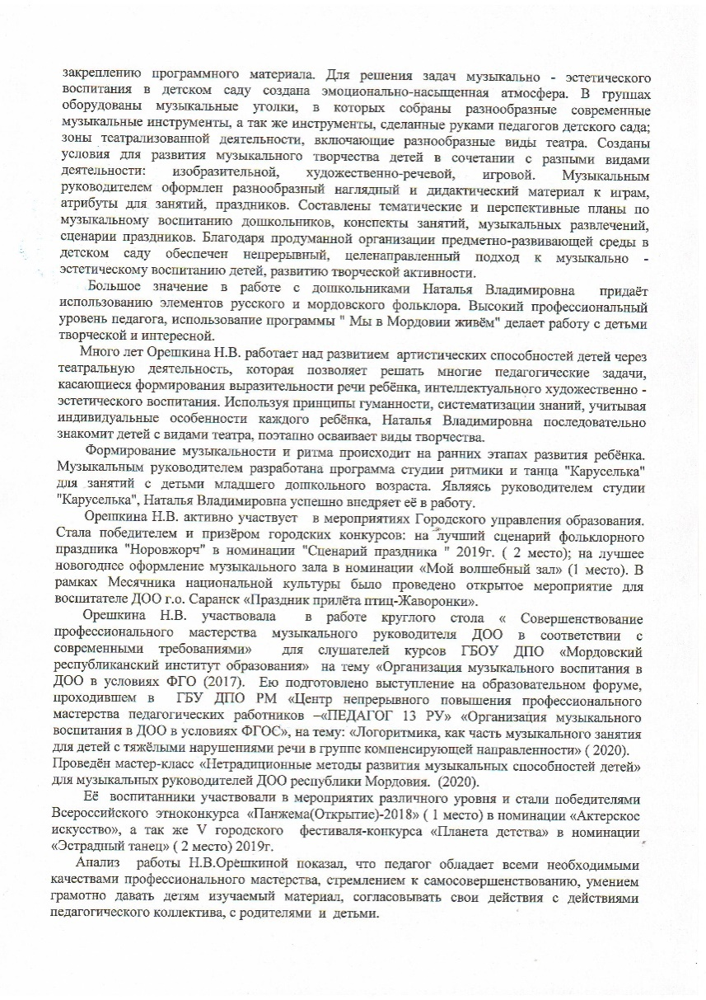 закреплению программного материала. Для решения задач музыкально - эстетического
воспитания в детском саду создана эмоционально-насыщенная атмосфера. В группах
оборудованы музыкальные уголки, в которых собраны разнообразные современные
музыкальные инструменты, а так же инструменты, сделанные руками педагогов детского сада;
зоны театрализованной деятельности, включающие разнообразные виды театра. Созданы
условия для развития музыкального творчества детей в сочетании с разными видами
деятельности: изобразительной, художественно-речевой, игровой. Музыкальным
руководителем оформлен разнообразный наглядный и дидактический материал к играм,
атрибуты для занятий, праздников. Составлены тематические и перспективные планы по
музыкальному воспитанию дошкольников, конспекты занятий, музыкальных развлечений,
сценарии праздников. Благодаря продуманной организации предметно-развивающей среды в
детском саду обеспечен непрерывный, целенаправленный подход к музыкально -
эстетическому воспитанию детей, развитию творческой активности.
Большое значение в работе с дошкольниками Наталья Владимировна придаёт
использованию элементов русского и мордовского фольклора. Высокий профессиональный
уровень педагога, использование программы " Мы в Мордовии живём" делает работу с детьми
творческой и интересной.
Много лет Орешкина Н.В. работает над развитием артистических способностей детей через
театральную деятельность, которая позволяет решать многие педагогические задачи,
касающиеся формирования выразительности речи ребёнка, интеллектуального художественно -
эстетического воспитания. Используя принципы гуманности, систематизации знаний, учитывая
индивидуальные особенности каждого ребёнка, Наталья Владимировна последовательно
знакомит детей с видами театра, поэтапно осваивает виды творчества.
Формирование музыкальности и ритма происходит на ранних этапах развития ребёнка.
Музыкальным руководителем разработана программа студии ритмики и танца "Каруселька"
для занятий с детьми младшего дошкольного возраста. Являясь руководителем студии
"Каруселька", Наталья Владимировна успешно внедряет её в работу.
Орешкина Н.В. активно участвует в мероприятиях Городского управления образования.
Стала победителем и призёром городских конкурсов: на лучший сценарий фольклорного
праздника "Норовжорч" в номинации "Сценарий праздника " 2019г. ( 2 место); на лучшее
новогоднее оформление музыкального зала в номинации «Мой волшебный зал» (1 место). В
рамках Месячника национальной культуры было проведено открытое мероприятие для
воспитателе ДОО г.о. Саранск «Праздник прилёта птиц-Жаворонки».
Орешкина Н.В. участвовала в работе круглого стола « Совершенствование
профессионального мастерства музыкального руководителя ДОО в соответствии с
современными требованиями» для слушателей курсов ГБОУ ДПО «Мордовский
республиканский институт образования» на тему «Организация музыкального воспитания в
ДОО в условиях ФГО (2017). Ею подготовлено выступление на образовательном форуме,
проходившем в ГБУ ДПО РМ «Центр непрерывного повышения профессионального
мастерства педагогических работников –«ПЕДАГОГ 13 РУ» «Организация музыкального
воспитания в ДОО в условиях ФГОС», на тему: «Логоритмика, как часть музыкального занятия
для детей с тяжёлыми нарушениями речи в группе компенсирующей направленности» ( 2020).
Проведён мастер-класс «Нетрадиционные методы развития музыкальных способностей детей»
для музыкальных руководителей ДОО республики Мордовия. (2020).
Её воспитанники участвовали в мероприятих различного уровня и стали победителями
Всероссийского этноконкурса «Панжема(Открытие)-2018» ( 1 место) в номинации «Актерское
искусство», а так же V городского фестиваля-конкурса «Планета детства» в номинации
«Эстрадный танец» ( 2 место) 2019г.
Анализ работы Н.В.Орешкиной показал, что педагог обладает всеми необходимыми
качествами профессионального мастерства, стремлением к самосовершенствованию, умением
грамотно давать детям изучаемый материал, согласовывать свои действия с действиями
педагогического коллектива, с родителями и детьми.